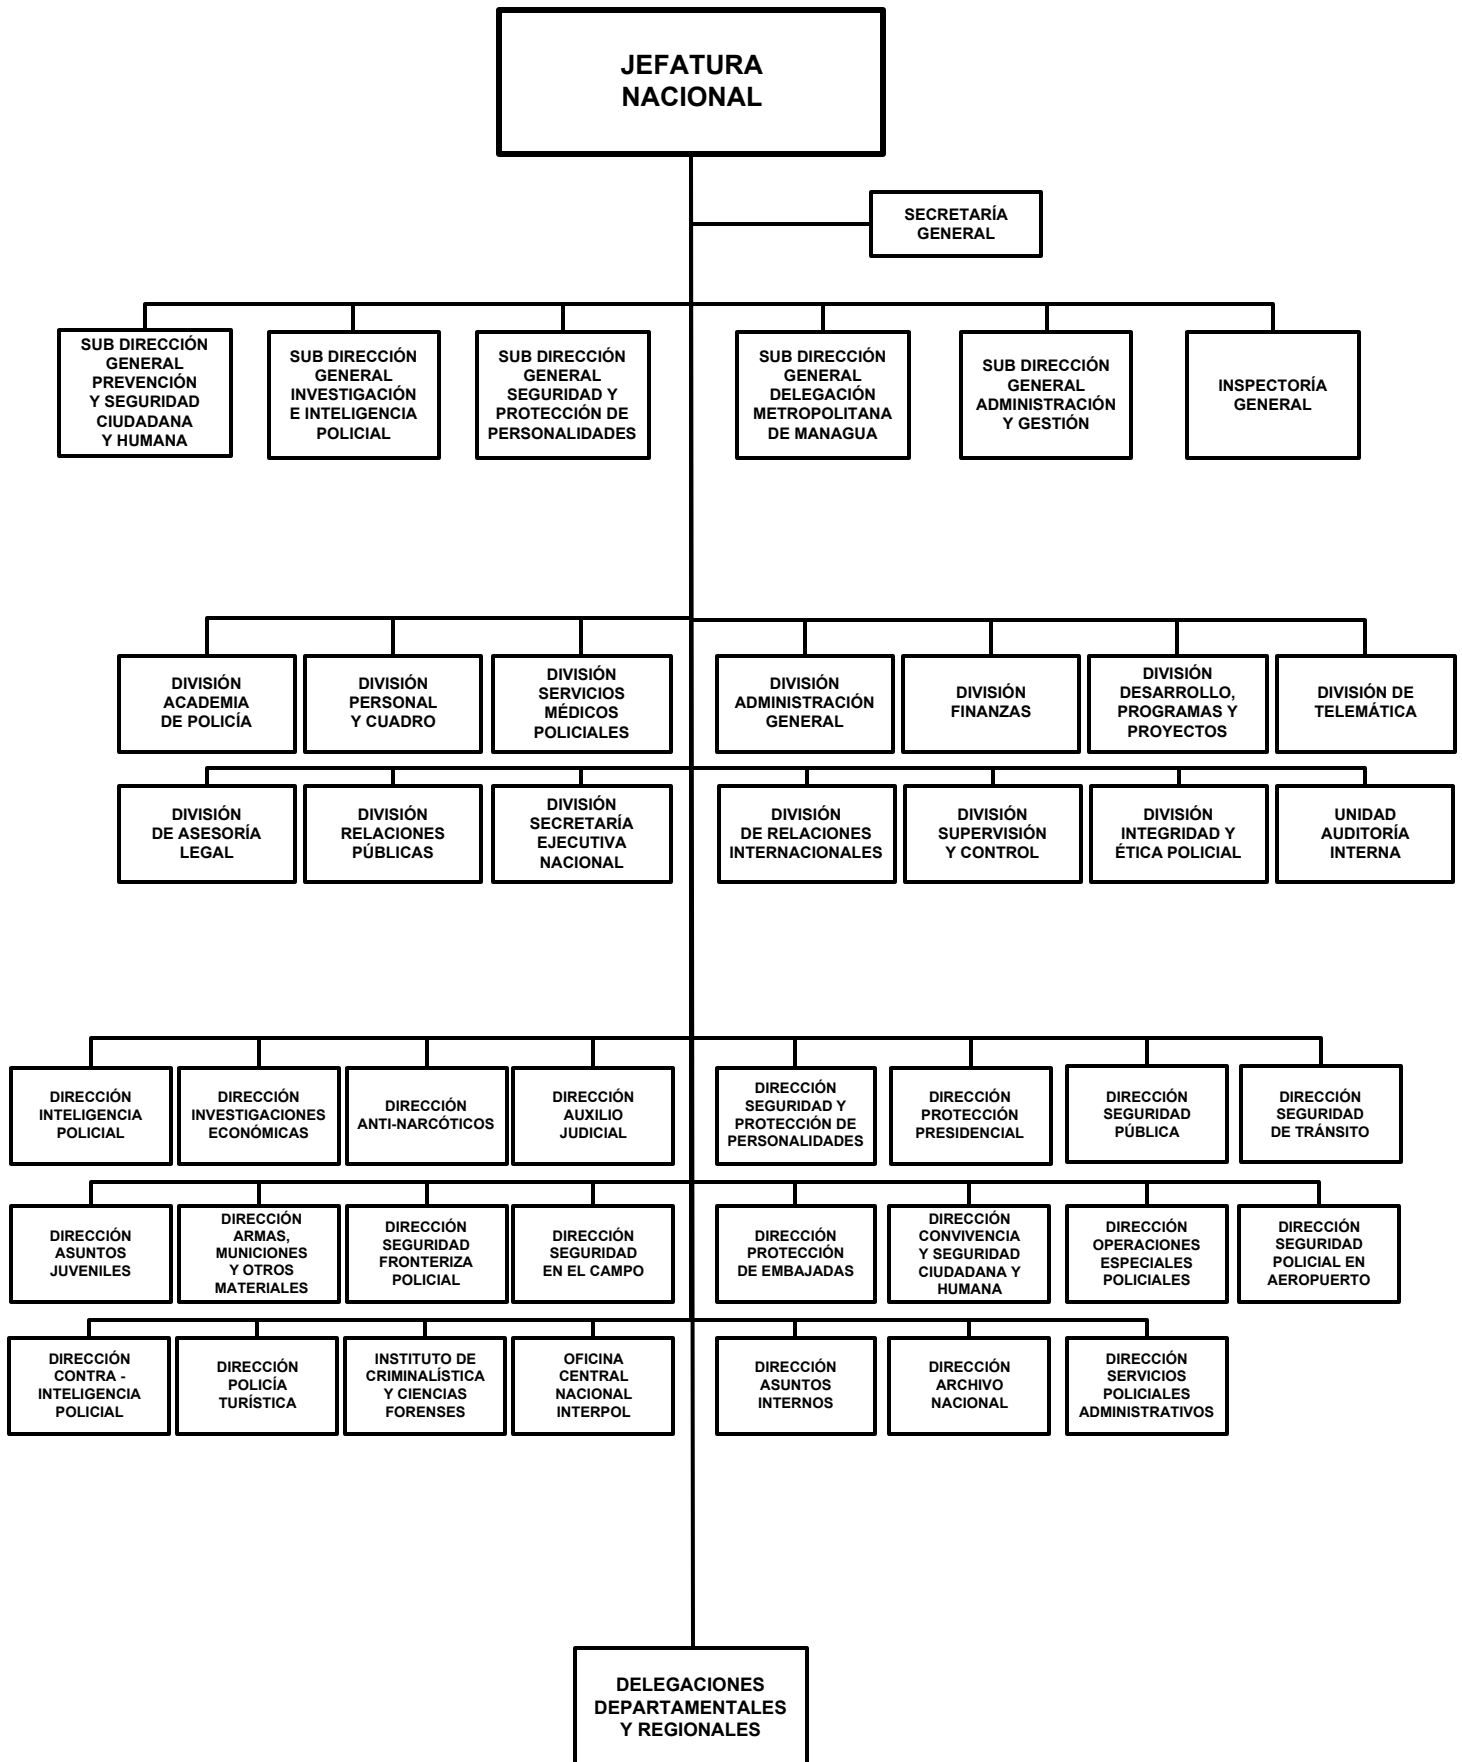 JEFATURA
NACIONAL
SECRETARÍA
GENERAL
SUB DIRECCIÓN
GENERAL
PREVENCIÓN
Y SEGURIDAD
CIUDADANA
Y HUMANA
SUB DIRECCIÓN
GENERAL
INVESTIGACIÓN
E INTELIGENCIA
POLICIAL
SUB DIRECCIÓN
GENERAL
SEGURIDAD Y
PROTECCIÓN DE
PERSONALIDADES
SUB DIRECCIÓN
GENERAL
DELEGACIÓN
METROPOLITANA
DE MANAGUA
SUB DIRECCIÓN
GENERAL
ADMINISTRACIÓN
Y GESTIÓN
INSPECTORÍA
GENERAL
DIVISIÓN
ACADEMIA
DE POLICÍA
DIVISIÓN
PERSONAL
Y CUADRO
DIVISIÓN
SERVICIOS
MÉDICOS
POLICIALES
DIVISIÓN
ADMINISTRACIÓN
GENERAL
DIVISIÓN
FINANZAS
DIVISIÓN
DESARROLLO,
PROGRAMAS Y
PROYECTOS
DIVISIÓN DE
TELEMÁTICA
DIVISIÓN
DE ASESORÍA
LEGAL
DIVISIÓN
RELACIONES
PÚBLICAS
DIVISIÓN
SECRETARÍA
EJECUTIVA
NACIONAL
DIVISIÓN
DE RELACIONES
INTERNACIONALES
DIVISIÓN
SUPERVISIÓN
Y CONTROL
DIVISIÓN
INTEGRIDAD Y
ÉTICA POLICIAL
UNIDAD
AUDITORÍA
INTERNA
DIRECCIÓN
INTELIGENCIA
POLICIAL
DIRECCIÓN
INVESTIGACIONES
ECONÓMICAS
DIRECCIÓN
ANTI-NARCÓTICOS
DIRECCIÓN
AUXILIO
JUDICIAL
DIRECCIÓN
SEGURIDAD Y
PROTECCIÓN DE
PERSONALIDADES
DIRECCIÓN
PROTECCIÓN
PRESIDENCIAL
DIRECCIÓN
SEGURIDAD
PÚBLICA
DIRECCIÓN
SEGURIDAD
DE TRÁNSITO
DIRECCIÓN
ASUNTOS
JUVENILES
DIRECCIÓN
ARMAS,
MUNICIONES
Y OTROS
MATERIALES
DIRECCIÓN
SEGURIDAD
FRONTERIZA
POLICIAL
DIRECCIÓN
SEGURIDAD
EN EL CAMPO
DIRECCIÓN
PROTECCIÓN
DE EMBAJADAS
DIRECCIÓN
CONVIVENCIA
Y SEGURIDAD
CIUDADANA Y
HUMANA
DIRECCIÓN
OPERACIONES
ESPECIALES
POLICIALES
DIRECCIÓN
SEGURIDAD
POLICIAL EN
AEROPUERTO
DIRECCIÓN
CONTRA -
INTELIGENCIA
POLICIAL
DIRECCIÓN
POLICÍA
TURÍSTICA
INSTITUTO DE
CRIMINALÍSTICA
Y CIENCIAS
FORENSES
OFICINA
CENTRAL
NACIONAL
INTERPOL
DIRECCIÓN
ASUNTOS
INTERNOS
DIRECCIÓN
ARCHIVO
NACIONAL
DIRECCIÓN
SERVICIOS
POLICIALES
ADMINISTRATIVOS
DELEGACIONES
DEPARTAMENTALES
Y REGIONALES